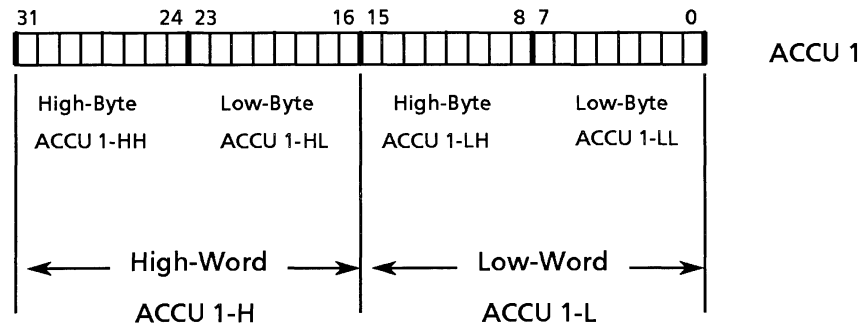 31 24 23 16 15 8 7 0
ACCU 1
High-Byte Low-Byte High-Byte Low-Byte
ACCU 1-HH ACCU 1-HL ACCU 1-LH ACCU 1-LL
High-Word Low-Word
ACCU 1-H ACCU 1-L